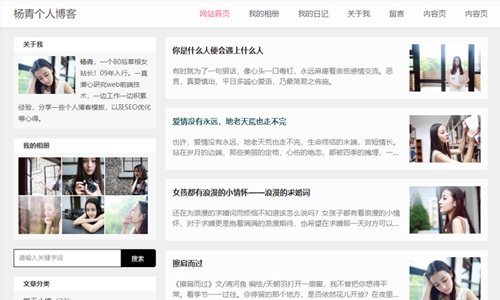 杨青个人博客
网站首页 我的相册 我的日记 关于我 留言 内容页 内容页
关于我
杨青，一个80后草根女
站长！09年入行。一直
潜心研究web前端技
术，一边工作一边积累
经验，分享一些个人博客模板，以及SEO优化
等心得。
我的相册
请输入关键字词
搜索
文章分类
你是什么人便会遇上什么人
有时就为了一句狠话，像心头一口毒钉，永远麻痹着亲密感情交流。恶
言，真要慎出，平日多诚心爱语，乃最简易之布施。
爱情没有永远，地老天荒也走不完
也许，爱情没有永远，地老天荒也走不完，生命终结的末端，苦短情长。
站在岁月的边端，那些美丽的定格，心伤的绝恋，都被四季的掩埋，一...
女孩都有浪漫的小情怀——浪漫的求婚词
还在为浪漫的求婚词而烦恼不知道该怎么说吗？女孩子都有着浪漫的小情
怀，对于求婚更是抱着满满的浪漫期待，也希望在求婚那一天对方可以...
擦肩而过
《擦肩而过》文/清河鱼 编绘/天朝羽打开一扇窗，我不曾把你想得平
常。看季节一一过往。你停留的那个地方，是否依然花儿开放？在夜里...